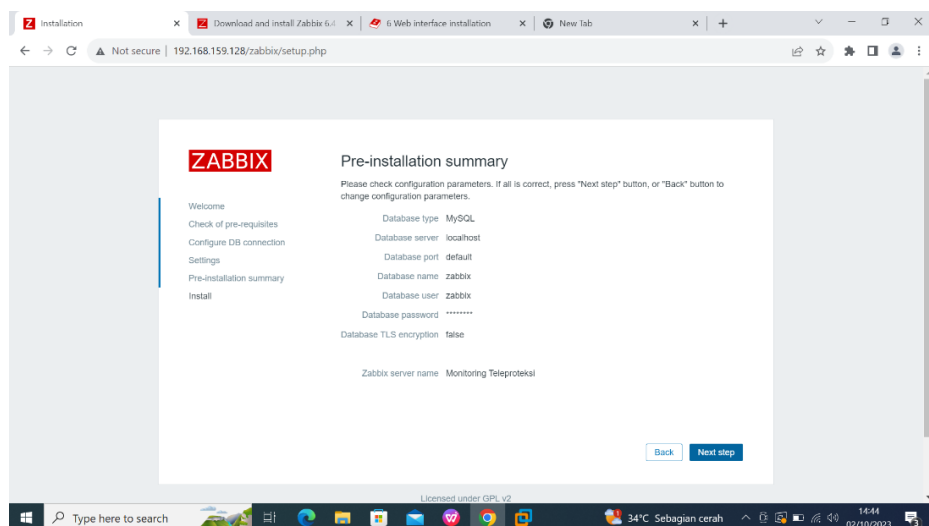 Installation
Download and install Zabbix 6.4
6 Web interface installation
New Tab
Not secure | 192.168.159.128/zabbix/setup.php
ZABBIX
Welcome
Check of pre-requisites
Configure DB connection
Settings
Pre-installation summary
Install
Pre-installation summary
Please check configuration parameters. If all is correct, press "Next step" button, or "Back" button to
change configuration parameters.
Database type MySQL
Database server localhost
Database port default
Database name zabbix
Database user zabbix
Database password ********
Database TLS encryption false
Zabbix server name Monitoring Teleproteksi
Back
Next step
Licensed under GPL v2
Type here to search
34°C Sebagian cerah
14:44
02/10/2023